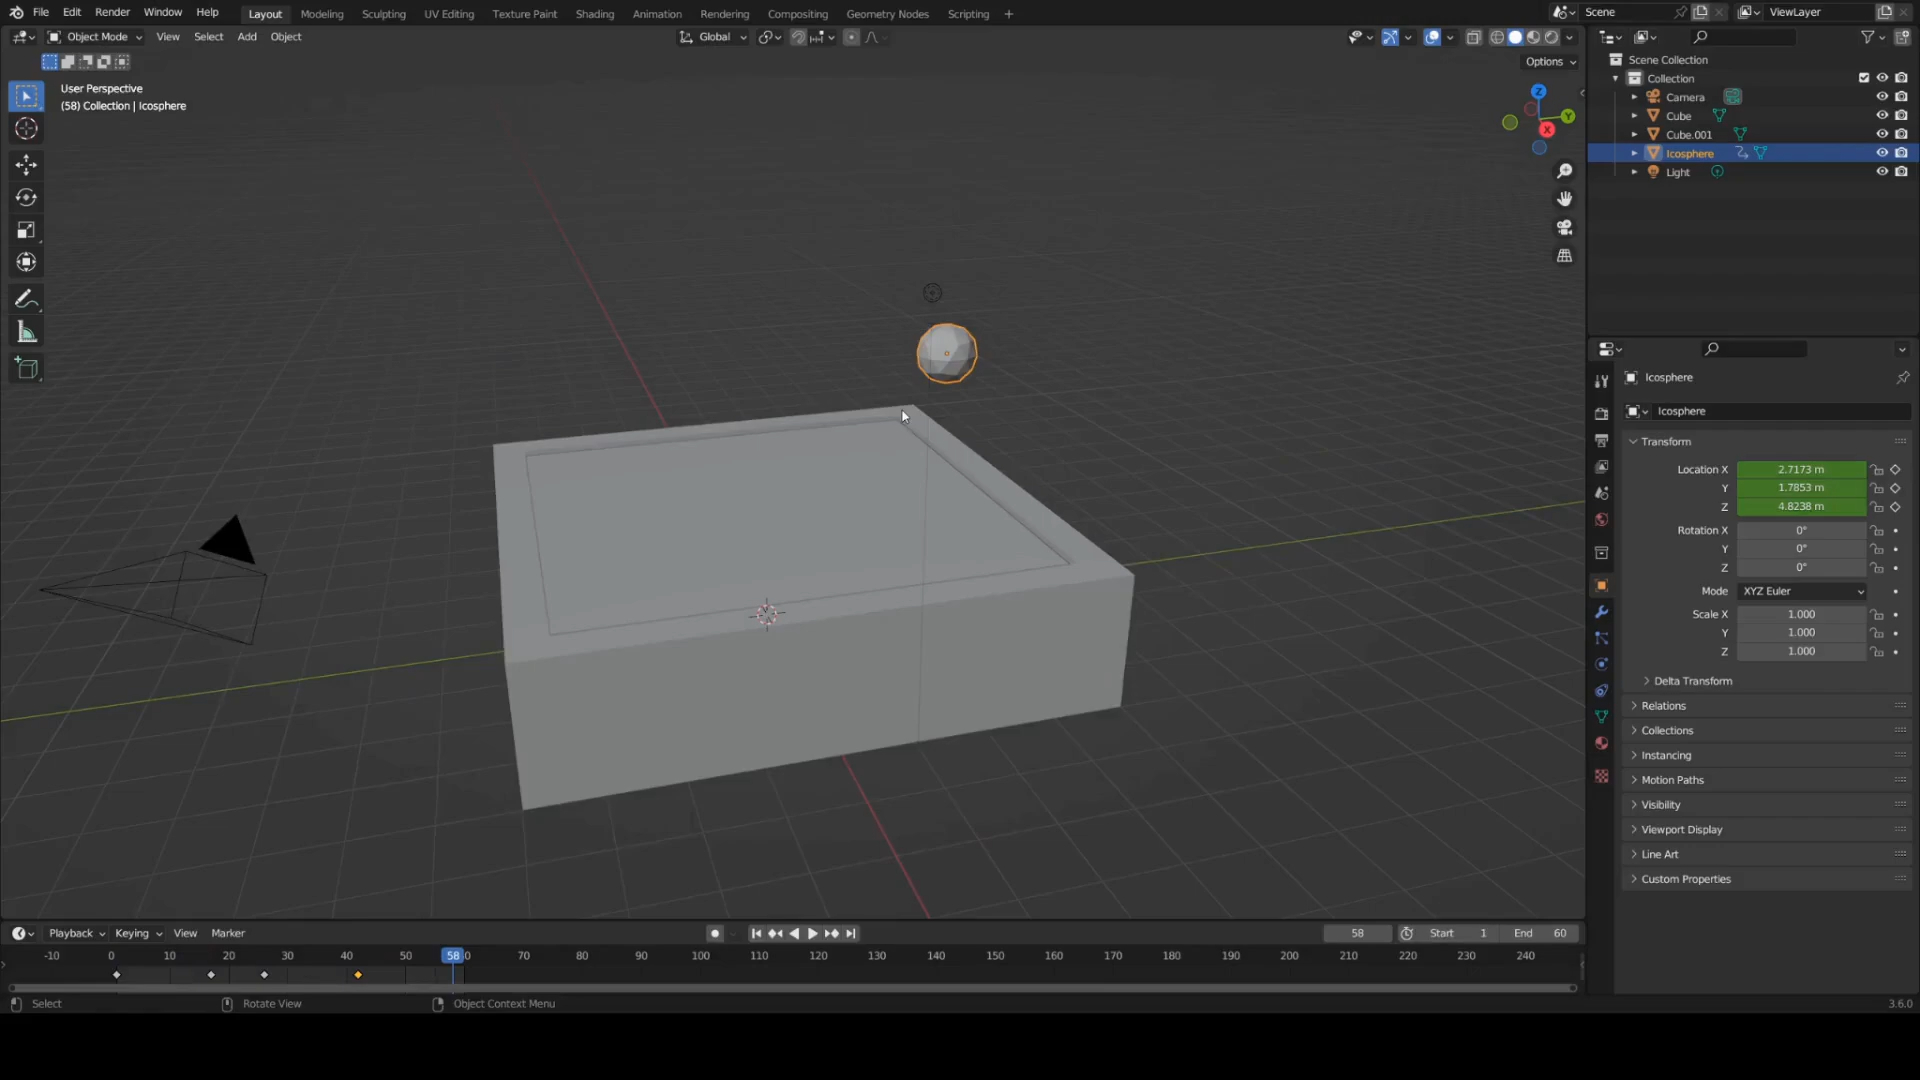 File Edit Render Window Help Layout Modeling Sculpting UV Editing Texture Paint Shading Animation Rendering Compositing Geometry Nodes Scripting + Scene ViewLayer
Object Mode View Select Add Object Global
Options
User Perspective
(58) Collection | Icosphere
Z
Y
X
Scene Collection
Collection
Camera
Cube
Cube.001
Icosphere
Light
Icosphere
Icosphere
Transform
Location X 2.7173 m
Y 1.7853 m
Z 4.8238 m
Rotation X 0°
Y 0°
Z 0°
Mode XYZ Euler
Scale X 1.000
Y 1.000
Z 1.000
Delta Transform
Relations
Collections
Instancing
Motion Paths
Visibility
Viewport Display
Line Art
Custom Properties
Playback Keying View Marker 58 Start 1 End 60
-10 0 10 20 30 40 50 58 70 80 90 100 110 120 130 140 150 160 170 180 190 200 210 220 230 240
Select Rotate View Object Context Menu 3.6.0